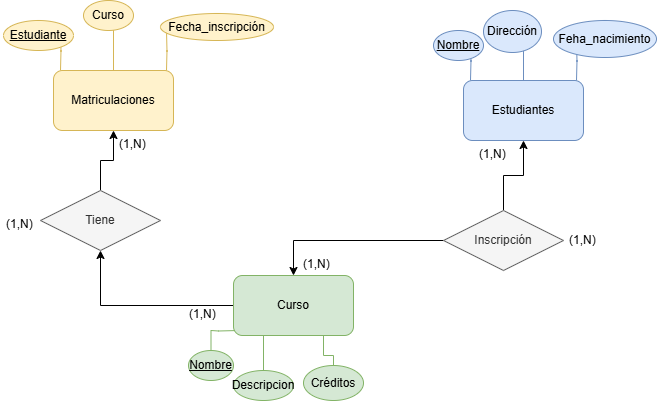 Curso
Estudiante
Fecha_inscripción
Matriculaciones
(1,N)
Tiene
(1,N)
(1,N)
Dirección
Nombre
Feha_nacimiento
Estudiantes
(1,N)
Inscripción
(1,N)
(1,N)
Curso
Nombre
Descripcion
Créditos